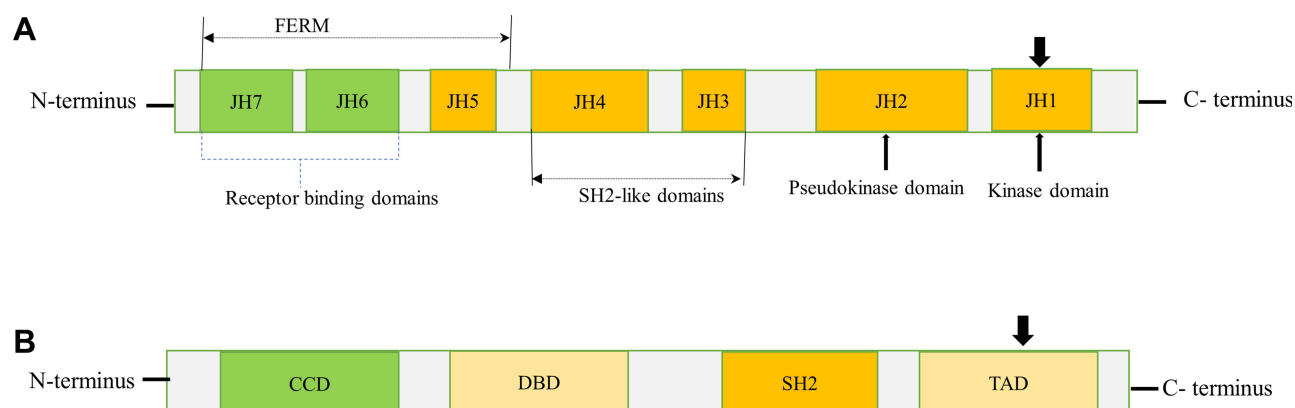 A
FERM
N-terminus
JH7
JH6
JH5
JH4
JH3
JH2
JH1
C- terminus
Receptor binding domains
SH2-like domains
Pseudokinase domain
Kinase domain
B
N-terminus
CCD
DBD
SH2
TAD
C- terminus